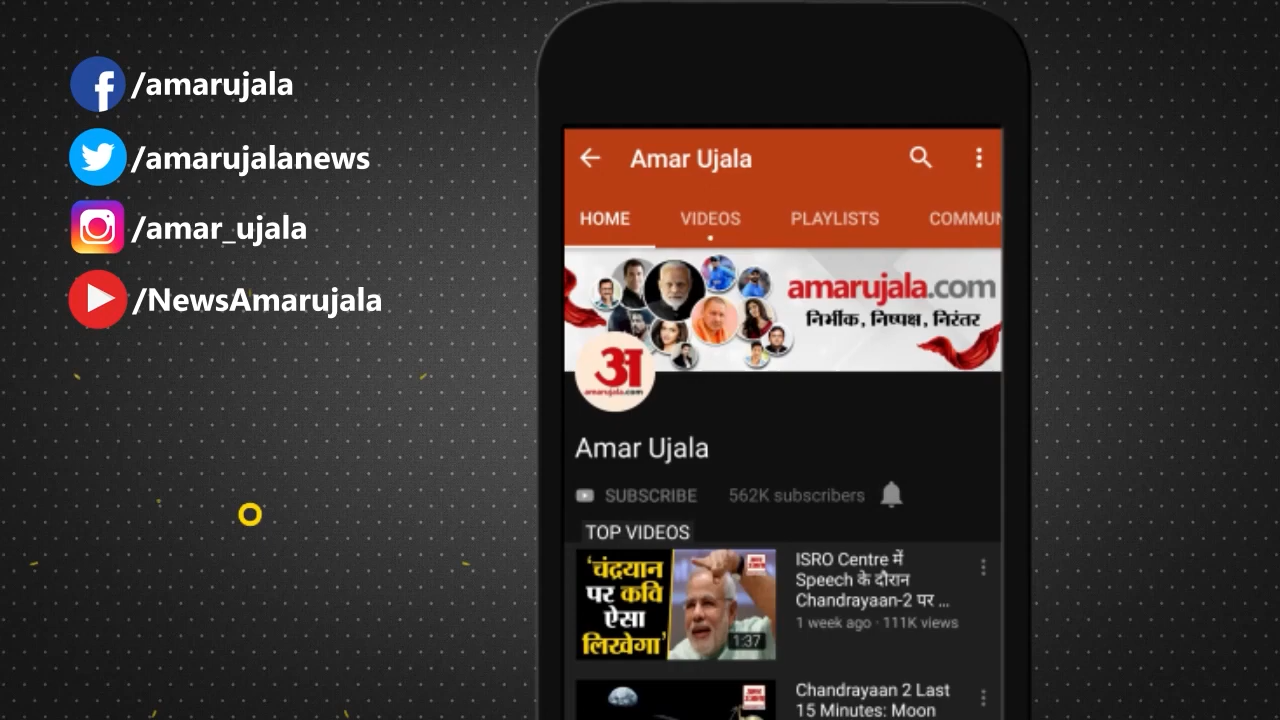 /amarujala
/amarujalanews
/amar_ujala
/NewsAmarujala
Amar Ujala
HOME VIDEOS PLAYLISTS COMMUN
amarujala.com
निर्भीक, निष्पक्ष, निरंतर
अ
amarujala.com
Amar Ujala
SUBSCRIBE 562K subscribers
TOP VIDEOS
'चंद्रयान
पर कवि
ऐसा
लिखेगा'
1:37
ISRO Centre में
Speech के दौरान
Chandrayaan-2 पर ...
1 week ago · 111K views
Chandrayaan 2 Last
15 Minutes: Moon